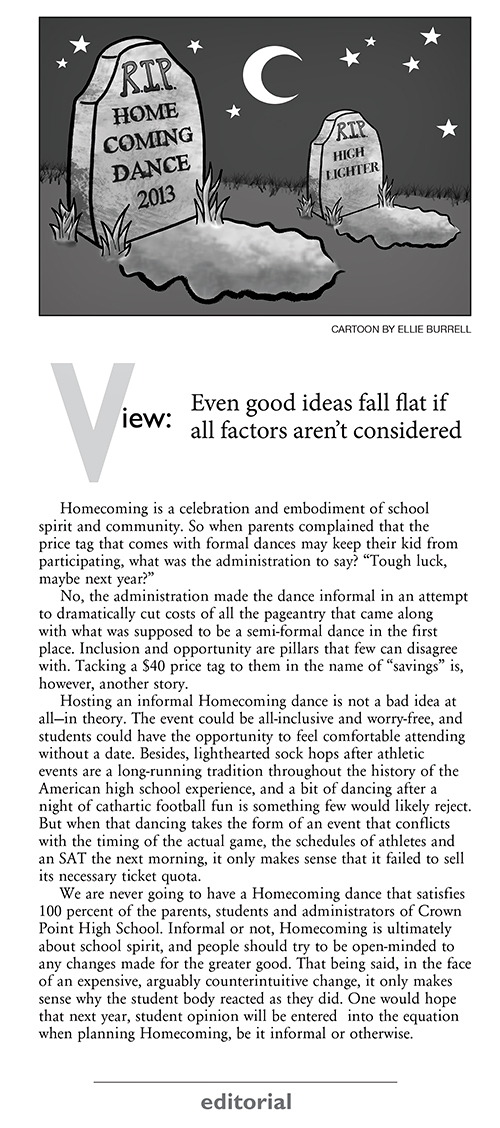 R.I.P.
HOME
COMING
DANCE
2013
R.I.P.
HIGH
LIGHTER
CARTOON BY ELLIE BURRELL
View: Even good ideas fall flat if
all factors aren't considered
Homecoming is a celebration and embodiment of school
spirit and community. So when parents complained that the
price tag that comes with formal dances may keep their kid from
participating, what was the administration to say? “Tough luck,
maybe next year?”
No, the administration made the dance informal in an attempt
to dramatically cut costs of all the pageantry that came along
with what was supposed to be a semi-formal dance in the first
place. Inclusion and opportunity are pillars that few can disagree
with. Tacking a $40 price tag to them in the name of “savings” is,
however, another story.
Hosting an informal Homecoming dance is not a bad idea at
all—in theory. The event could be all-inclusive and worry-free, and
students could have the opportunity to feel comfortable attending
without a date. Besides, lighthearted sock hops after athletic
events are a long-running tradition throughout the history of the
American high school experience, and a bit of dancing after a
night of cathartic football fun is something few would likely reject.
But when that dancing takes the form of an event that conflicts
with the timing of the actual game, the schedules of athletes and
an SAT the next morning, it only makes sense that it failed to sell
its necessary ticket quota.
We are never going to have a Homecoming dance that satisfies
100 percent of the parents, students and administrators of Crown
Point High School. Informal or not, Homecoming is ultimately
about school spirit, and people should try to be open-minded to
any changes made for the greater good. That being said, in the face
of an expensive, arguably counterintuitive change, it only makes
sense why the student body reacted as they did. One would hope
that next year, student opinion will be entered  into the equation
when planning Homecoming, be it informal or otherwise.
editorial